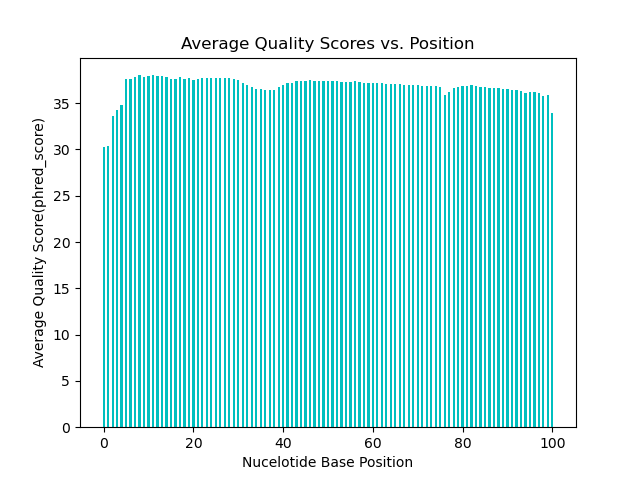 Average Quality Scores vs. Position
Average Quality Score(phred_score)
35
30
25
20
15
10
5
0
0 20 40 60 80 100
Nucelotide Base Position